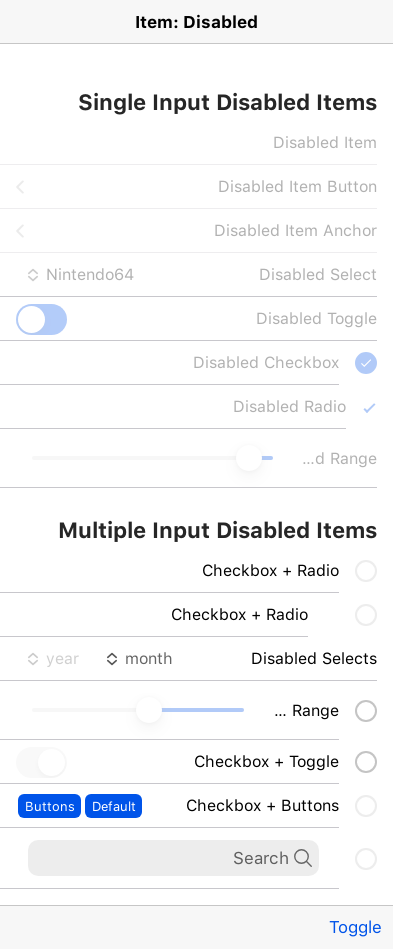 Item: Disabled
Single Input Disabled Items
Disabled Item
Disabled Item Button
Disabled Item Anchor
Disabled Select Nintendo64
Disabled Toggle
Disabled Checkbox
Disabled Radio
...d Range
Multiple Input Disabled Items
Checkbox + Radio
Checkbox + Radio
Disabled Selects month year
... Range
Checkbox + Toggle
Checkbox + Buttons Default Buttons
Search
Toggle